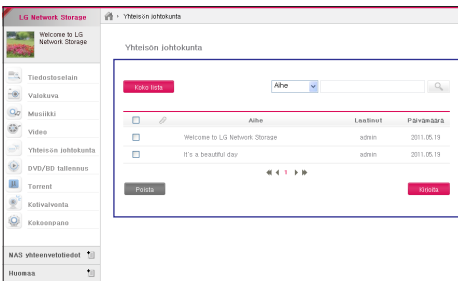 LG Network Storage
Welcome to LG
Network Storage
Tiedostoselain
Valokuva
Musiikki
Video
Yhteisön johtokunta
DVD/BD tallennus
Torrent
Kotivalvonta
Kokoonpano
NAS yhteenvetotiedot
Huomaa
Yhteisön johtokunta
Yhteisön johtokunta
Koko lista
Aihe
Aihe Laatinut Päivämäärä
Welcome to LG Network Storage admin 2011.05.19
It's a beautiful day admin 2011.05.19
1
Poista
Kirjoita